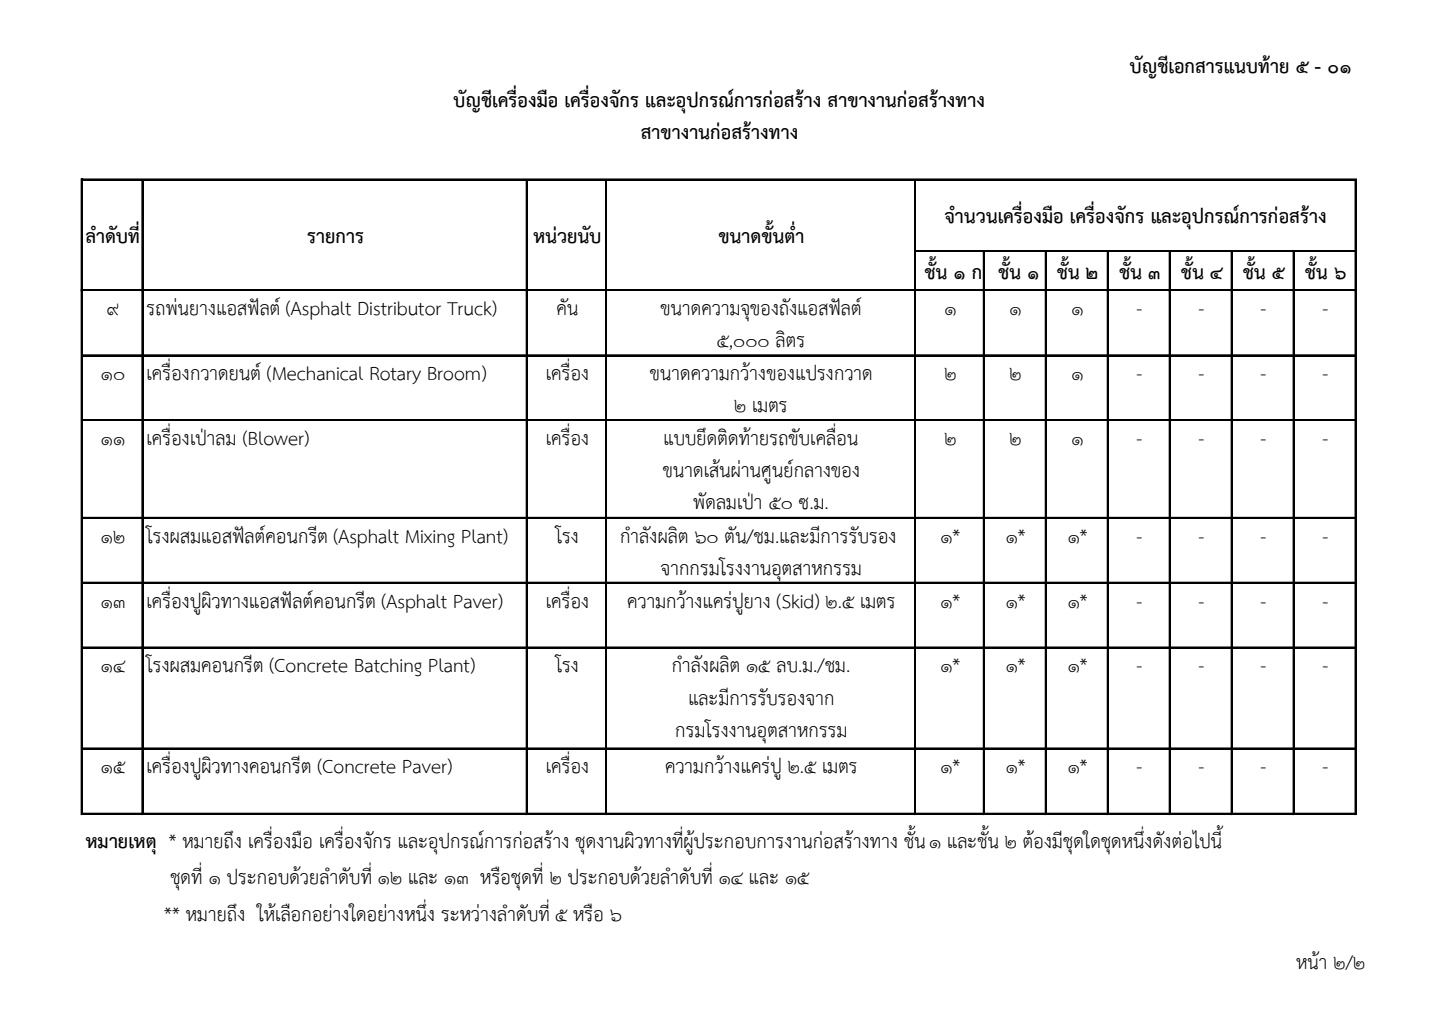 บัญชีเอกสารแนบท้าย ๕ - ๐๑
บัญชีเครื่องมือ เครื่องจักร และอุปกรณ์การก่อสร้าง สาขางานก่อสร้างทาง
สาขางานก่อสร้างทาง
ลำดับที่ รายการ หน่วยนับ ขนาดขั้นต่ำ จำนวนเครื่องมือ เครื่องจักร และอุปกรณ์การก่อสร้าง
ชั้น ๑ ก ชั้น ๑ ชั้น ๒ ชั้น ๓ ชั้น ๔ ชั้น ๕ ชั้น ๖
๙ รถพ่นยางแอสฟัลต์ (Asphalt Distributor Truck) คัน ขนาดความจุของถังแอสฟัลต์ ๑ ๑ ๑ - - - -
๕,๐๐๐ ลิตร
๑๐ เครื่องกวาดยนต์ (Mechanical Rotary Broom) เครื่อง ขนาดความกว้างของแปรงกวาด ๒ ๒ ๑ - - - -
๒ เมตร
๑๑ เครื่องเป่าลม (Blower) เครื่อง แบบยึดติดท้ายรถขับเคลื่อน ๒ ๒ ๑ - - - -
ขนาดเส้นผ่านศูนย์กลางของ
พัดลมเป่า ๕๐ ซ.ม.
๑๒ โรงผสมแอสฟัลต์คอนกรีต (Asphalt Mixing Plant) โรง กำลังผลิต ๖๐ ตัน/ชม.และมีการรับรอง ๑* ๑* ๑* - - - -
จากกรมโรงงานอุตสาหกรรม
๑๓ เครื่องปูผิวทางแอสฟัลต์คอนกรีต (Asphalt Paver) เครื่อง ความกว้างแคร่ปูยาง (Skid) ๒.๕ เมตร ๑* ๑* ๑* - - - -
๑๔ โรงผสมคอนกรีต (Concrete Batching Plant) โรง กำลังผลิต ๑๕ ลบ.ม./ชม. ๑* ๑* ๑* - - - -
และมีการรับรองจาก
กรมโรงงานอุตสาหกรรม
๑๕ เครื่องปูผิวทางคอนกรีต (Concrete Paver) เครื่อง ความกว้างแคร่ปู ๒.๕ เมตร ๑* ๑* ๑* - - - -
หมายเหตุ * หมายถึง เครื่องมือ เครื่องจักร และอุปกรณ์การก่อสร้าง ชุดงานผิวทางที่ผู้ประกอบการงานก่อสร้างทาง ชั้น ๑ และชั้น ๒ ต้องมีชุดใดชุดหนึ่งดังต่อไปนี้
ชุดที่ ๑ ประกอบด้วยลำดับที่ ๑๒ และ ๑๓ หรือชุดที่ ๒ ประกอบด้วยลำดับที่ ๑๔ และ ๑๕
** หมายถึง ให้เลือกอย่างใดอย่างหนึ่ง ระหว่างลำดับที่ ๕ หรือ ๖
หน้า ๒/๒